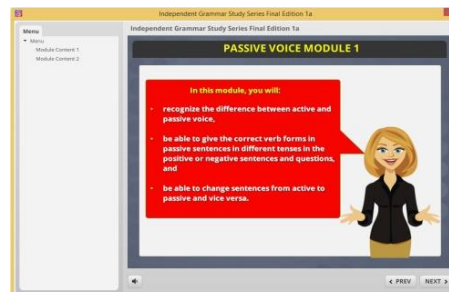 Independent Grammar Study Series Final Edition 1a
Menu
Menu
Module Content 1
Module Content 2
Independent Grammar Study Series Final Edition 1a
PASSIVE VOICE MODULE 1
In this module, you will:
• recognize the difference between active and
passive voice,
• be able to give the correct verb forms in
passive sentences in different tenses in the
positive or negative sentences and questions,
and
• be able to change sentences from active to
passive and vice versa.
< PREV
NEXT >